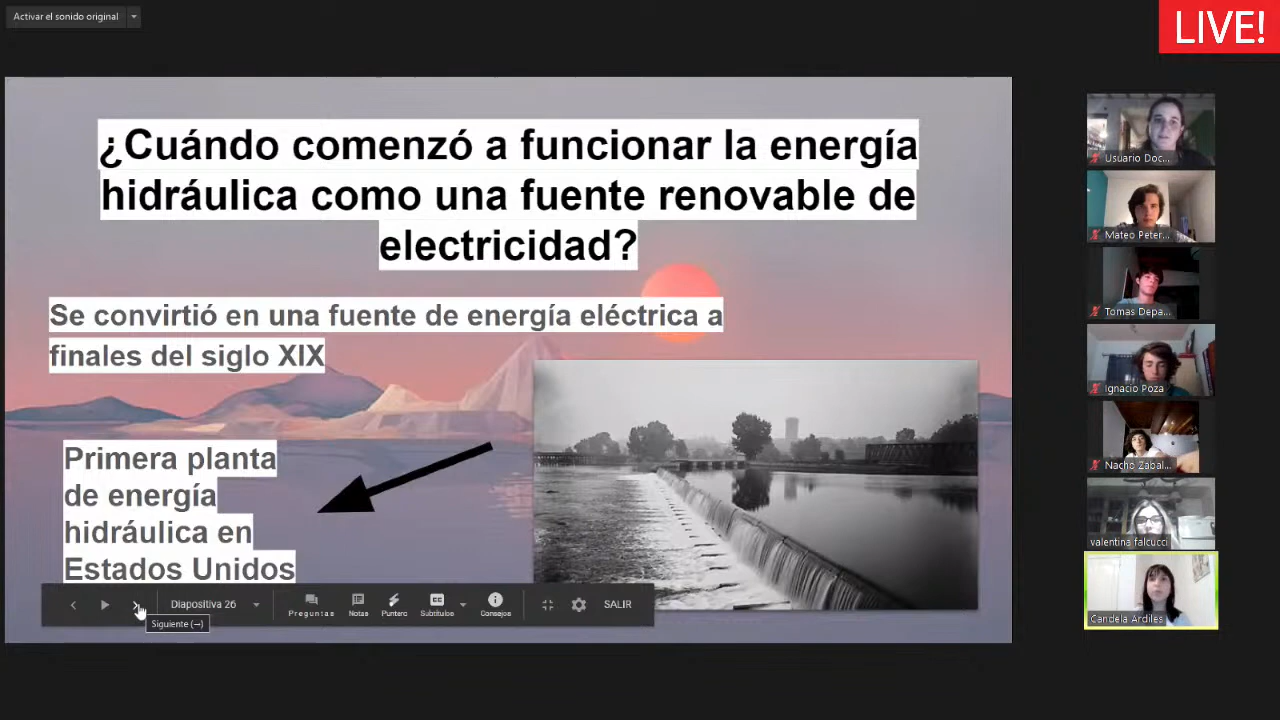 Activar el sonido original
LIVE!
¿Cuándo comenzó a funcionar la energía
hidráulica como una fuente renovable de
electricidad?
Se convirtió en una fuente de energía eléctrica a
finales del siglo XIX
Primera planta
de energía
hidráulica en
Estados Unidos
Diapositiva 26
Preguntas
Notas
Puntero
Subtítulos
Consejos
SALIR
Siguiente (→)
Usuario Doc...
Mateo Peter...
Tomas Depa...
Ignacio Poza
Nacho Zabal...
valentina falcucci
Candela Ardiles